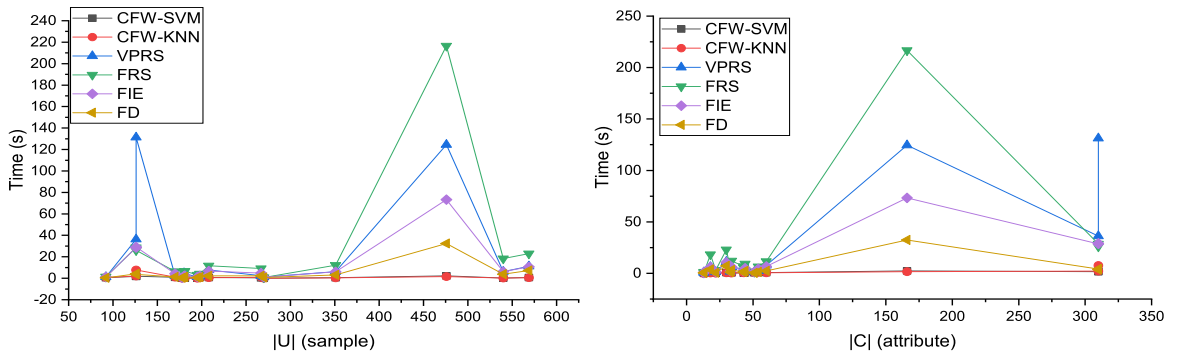 240
220
200
180
160
140
120
100
80
60
40
20
0
-20
Time (s)
CFW-SVM
CFW-KNN
VPRS
FRS
FIE
FD
50 100 150 200 250 300 350 400 450 500 550 600
|U| (sample)
250
200
150
100
50
0
Time (s)
CFW-SVM
CFW-KNN
VPRS
FRS
FIE
FD
0 50 100 150 200 250 300 350
|C| (attribute)